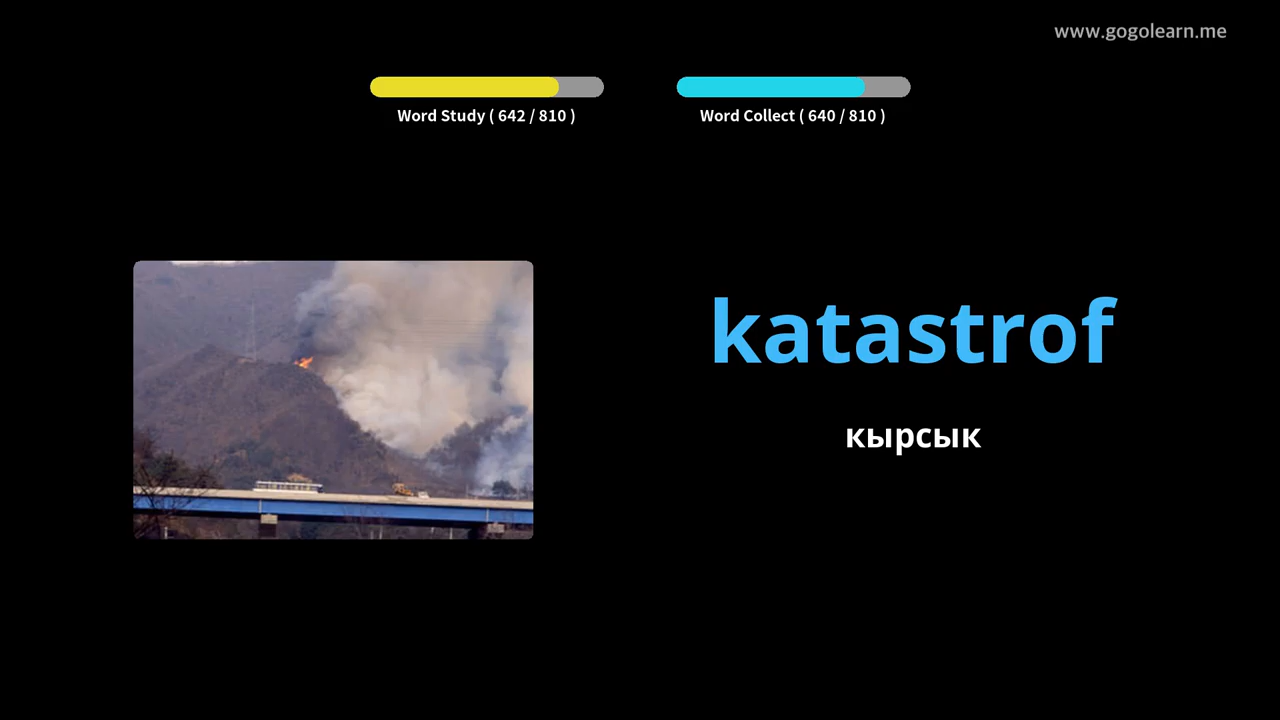 www.gogolearn.me
Word Study ( 642 / 810 )
Word Collect ( 640 / 810 )
katastrof
кырсык